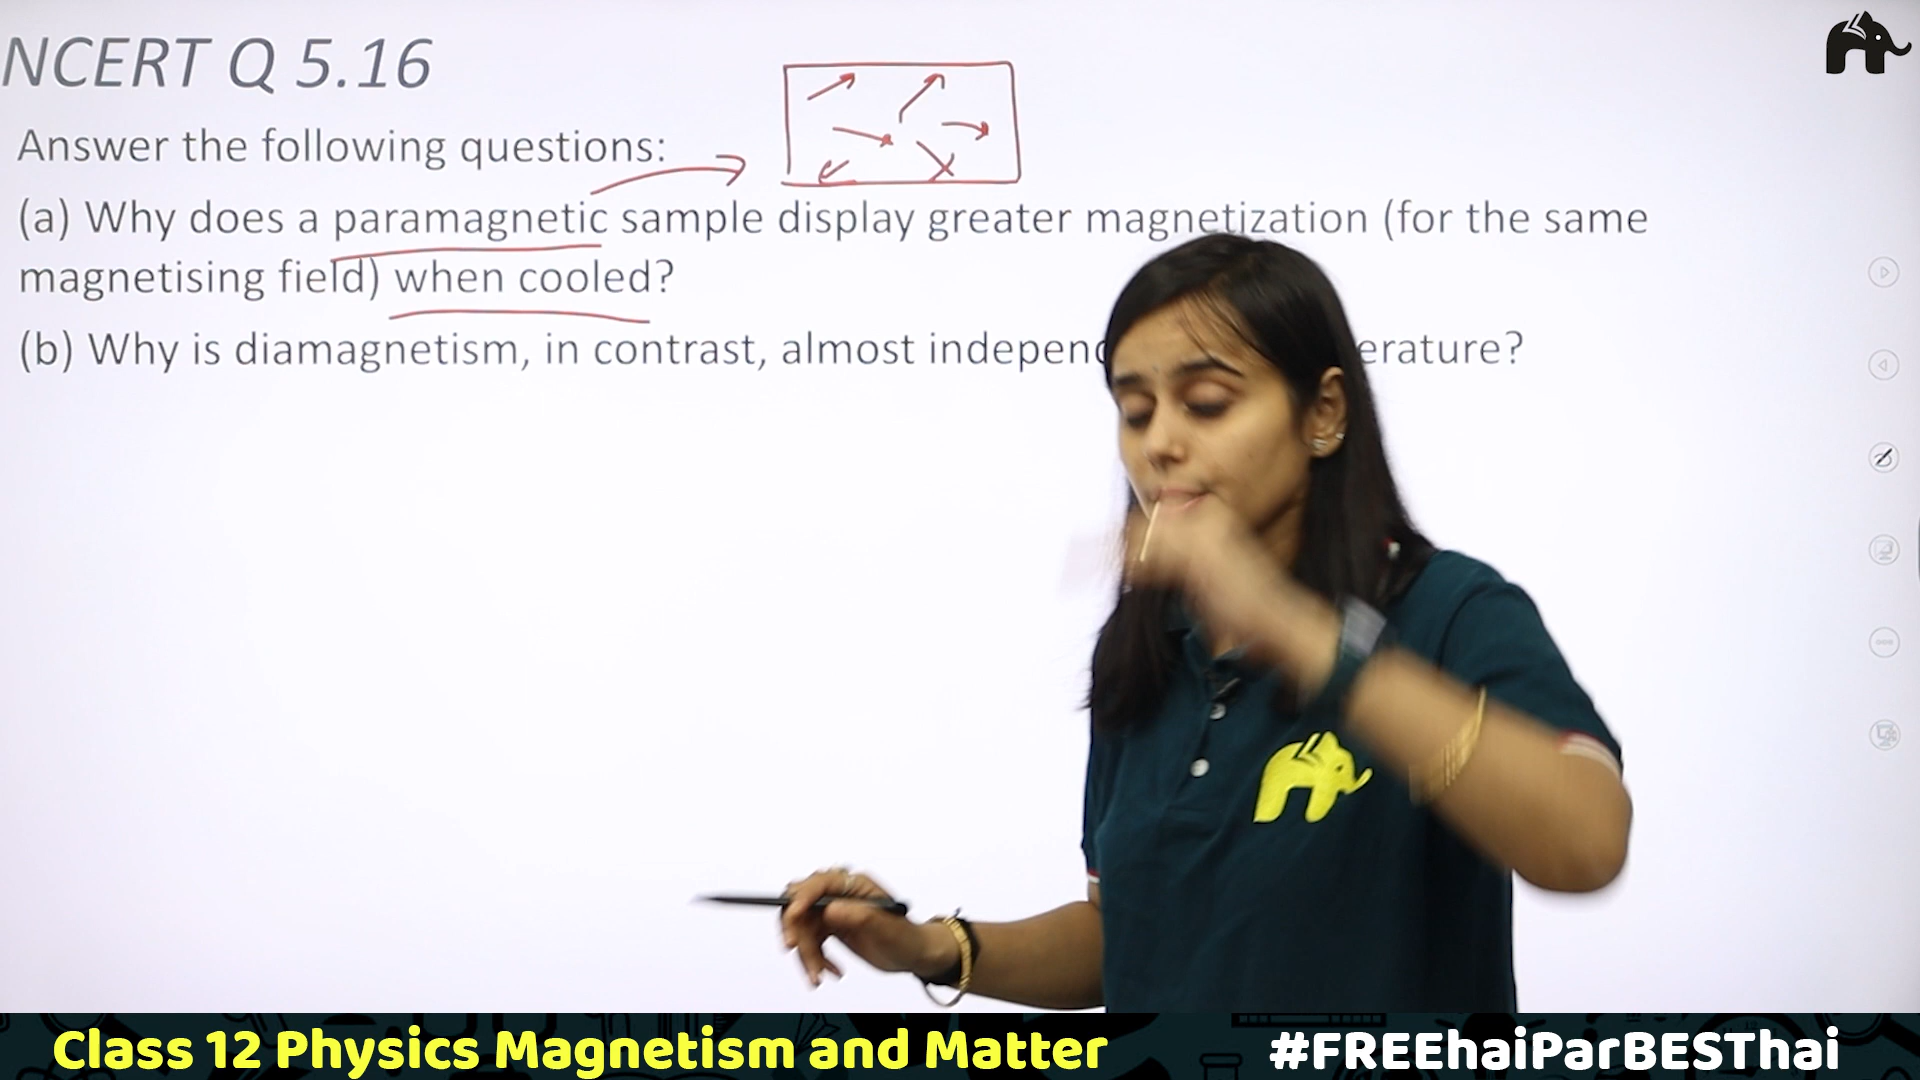 NCERT Q 5.16
Answer the following questions:
(a) Why does a paramagnetic sample display greater magnetization (for the same
magnetising field) when cooled?
(b) Why is diamagnetism, in contrast, almost erature?
Class 12 Physics Magnetism and Matter
#FREEhaiParBESThai